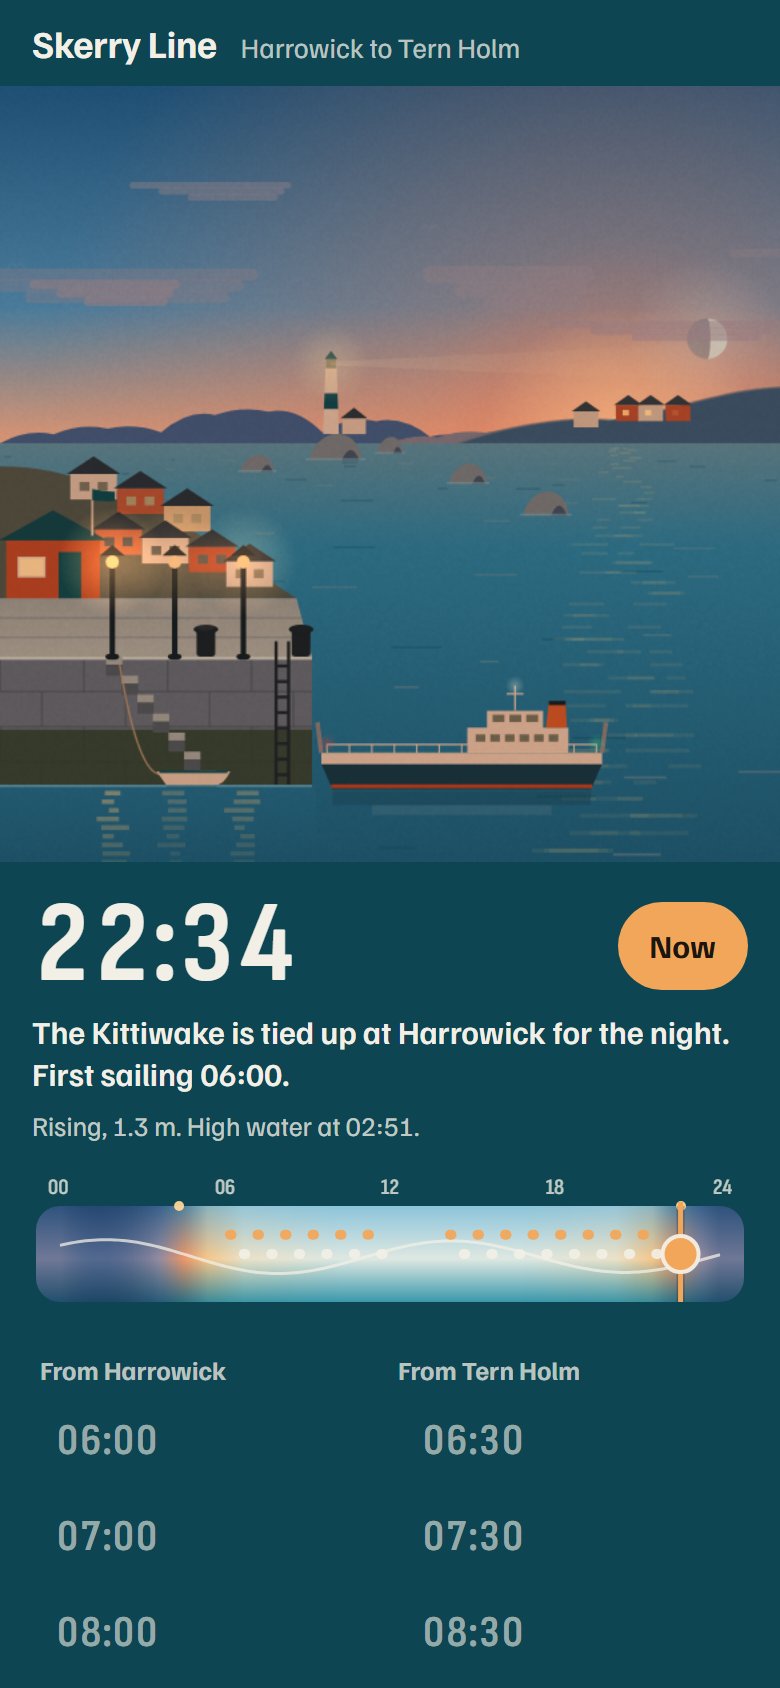 Skerry Line Harrowick to Tern Holm
22:34
Now
The Kittiwake is tied up at Harrowick for the night.
First sailing 06:00.
Rising, 1.3 m. High water at 02:51.
00 06 12 18 24
From Harrowick From Tern Holm
06:00 06:30
07:00 07:30
08:00 08:30